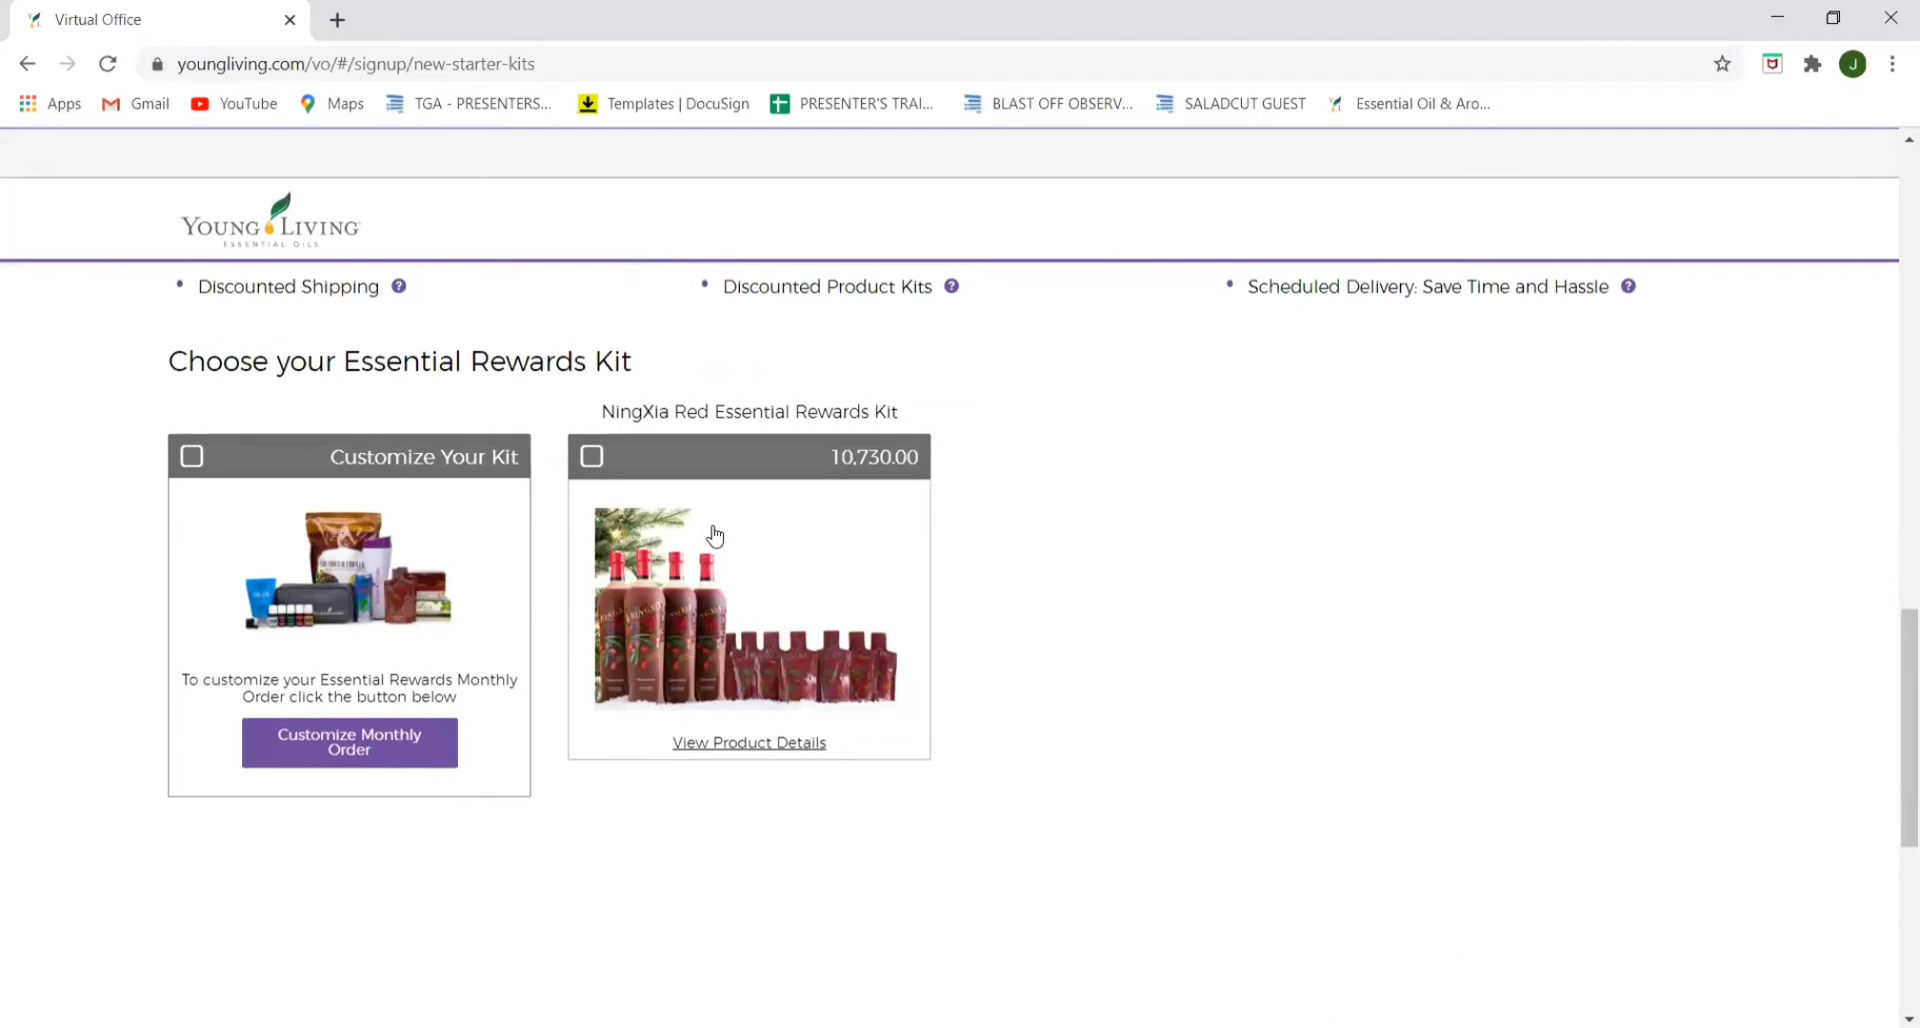 Virtual Office
youngliving.com/vo/#/signup/new-starter-kits
J
Apps
Gmail
YouTube
Maps
TGA - PRESENTERS...
Templates | DocuSign
PRESENTER'S TRAI...
BLAST OFF OBSERV...
SALADCUT GUEST
Essential Oil & Aro...
YOUNG LIVING
ESSENTIAL OILS
• Discounted Shipping ?
• Discounted Product Kits ?
• Scheduled Delivery: Save Time and Hassle ?
Choose your Essential Rewards Kit
NingXia Red Essential Rewards Kit
Customize Your Kit
10,730.00
To customize your Essential Rewards Monthly
Order click the button below
Customize Monthly
Order
View Product Details